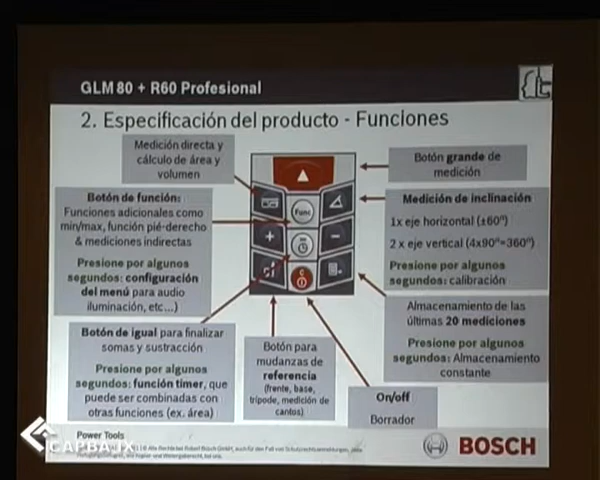 GLM 80 + R60 Profesional
2. Especificación del producto - Funciones
Medición directa y
cálculo de área y
volumen
Botón grande de
medición
Botón de función:
Funciones adicionales como
min/max, función pié-derecho
& mediciones indirectas
Presione por algunos
segundos: configuración
del menú para audio
iluminación, etc...)
Func
+
−
=
C
Medición de inclinación
1x eje horizontal (±60º)
2 x eje vertical (4x90º=360º)
Presione por algunos
segundos: calibración
Almacenamiento de las
últimas 20 mediciones
Presione por algunos
segundos: Almacenamiento
constante
Botón de igual para finalizar
somas y sustracción
Presione por algunos
segundos: función timer, que
puede ser combinadas con
otras funciones (ex. área)
Botón para
mudanzas de
referencia
(frente, base,
trípode, medición de
cantos)
On/off
Borrador
Power Tools
CAPBA IX
BOSCH